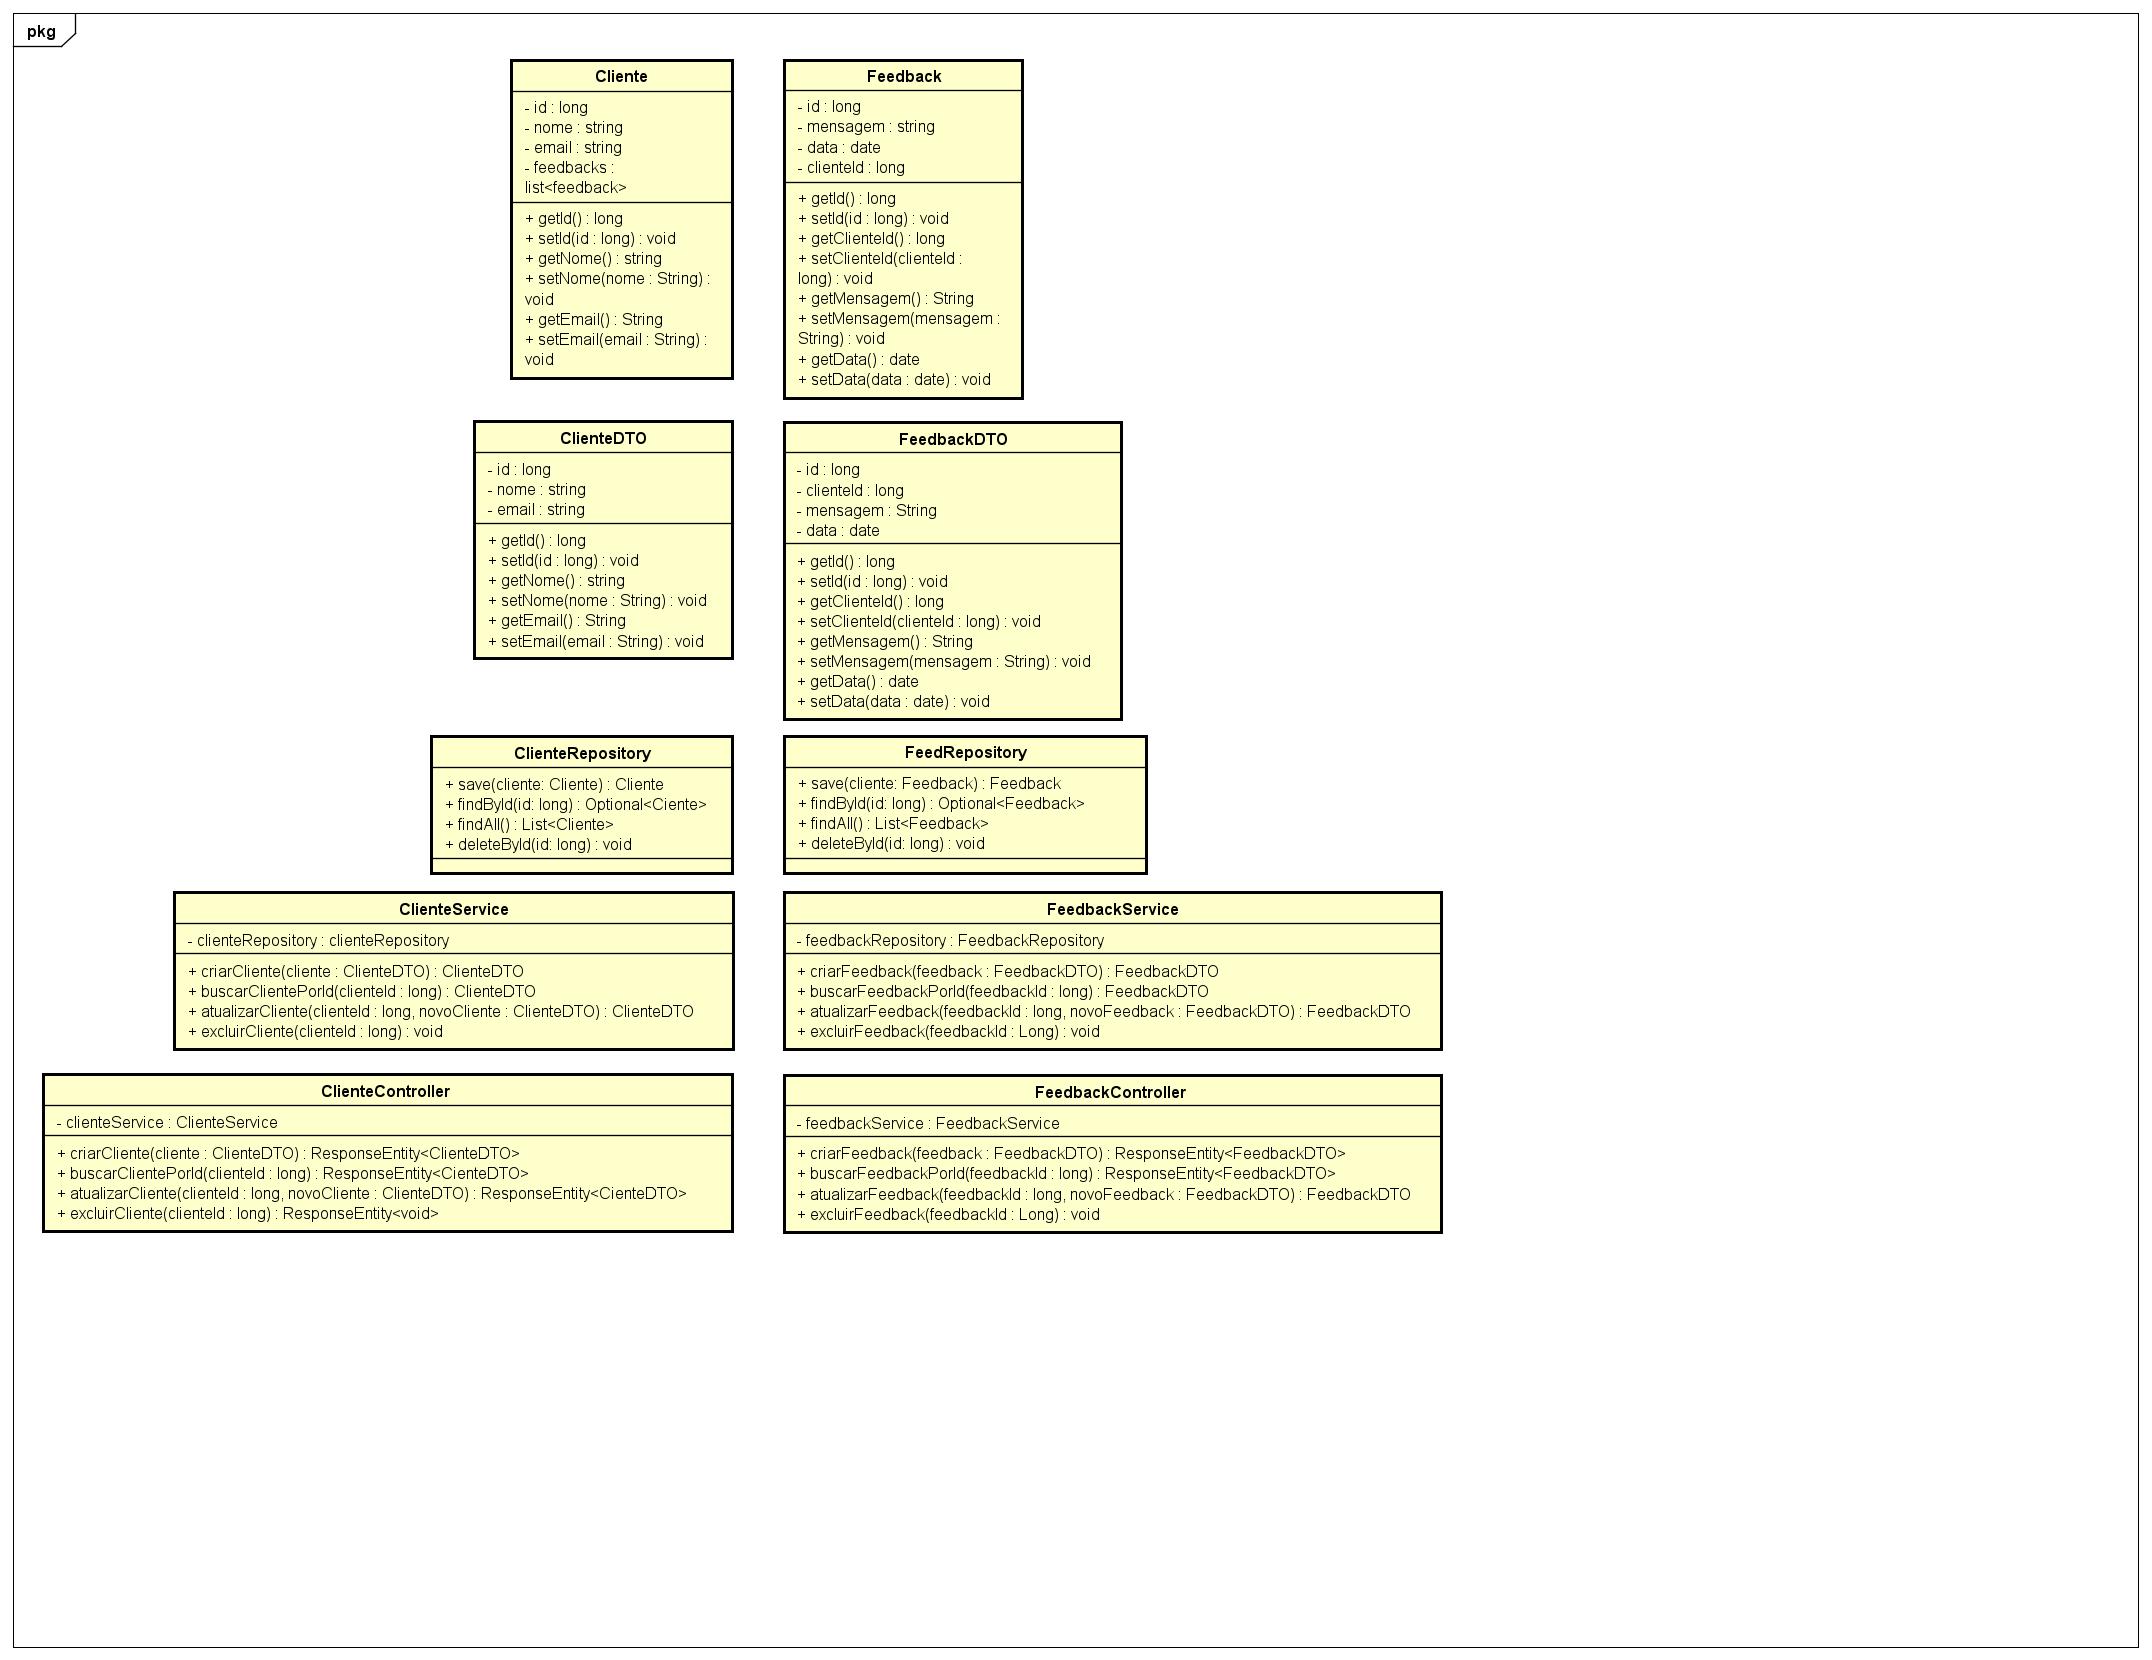 pkg
Cliente
- id : long
- nome : string
- email : string
- feedbacks :
list<feedback>
+ getId() : long
+ setId(id : long) : void
+ getNome() : string
+ setNome(nome : String) :
void
+ getEmail() : String
+ setEmail(email : String) :
void
Feedback
- id : long
- mensagem : string
- data : date
- clienteId : long
+ getId() : long
+ setId(id : long) : void
+ getClienteId() : long
+ setClienteId(clienteId :
long) : void
+ getMensagem() : String
+ setMensagem(mensagem :
String) : void
+ getData() : date
+ setData(data : date) : void
ClienteDTO
- id : long
- nome : string
- email : string
+ getId() : long
+ setId(id : long) : void
+ getNome() : string
+ setNome(nome : String) : void
+ getEmail() : String
+ setEmail(email : String) : void
FeedbackDTO
- id : long
- clienteId : long
- mensagem : String
- data : date
+ getId() : long
+ setId(id : long) : void
+ getClienteId() : long
+ setClienteId(clienteId : long) : void
+ getMensagem() : String
+ setMensagem(mensagem : String) : void
+ getData() : date
+ setData(data : date) : void
ClienteRepository
+ save(cliente: Cliente) : Cliente
+ findById(id: long) : Optional<Ciente>
+ findAll() : List<Cliente>
+ deleteById(id: long) : void
FeedRepository
+ save(cliente: Feedback) : Feedback
+ findById(id: long) : Optional<Feedback>
+ findAll() : List<Feedback>
+ deleteById(id: long) : void
ClienteService
- clienteRepository : clienteRepository
+ criarCliente(cliente : ClienteDTO) : ClienteDTO
+ buscarClientePorId(clienteId : long) : ClienteDTO
+ atualizarCliente(clienteId : long, novoCliente : ClienteDTO) : ClienteDTO
+ excluirCliente(clienteId : long) : void
FeedbackService
- feedbackRepository : FeedbackRepository
+ criarFeedback(feedback : FeedbackDTO) : FeedbackDTO
+ buscarFeedbackPorId(feedbackId : long) : FeedbackDTO
+ atualizarFeedback(feedbackId : long, novoFeedback : FeedbackDTO) : FeedbackDTO
+ excluirFeedback(feedbackId : Long) : void
ClienteController
- clienteService : ClienteService
+ criarCliente(cliente : ClienteDTO) : ResponseEntity<ClienteDTO>
+ buscarClientePorId(clienteId : long) : ResponseEntity<CienteDTO>
+ atualizarCliente(clienteId : long, novoCliente : ClienteDTO) : ResponseEntity<CienteDTO>
+ excluirCliente(clienteId : long) : ResponseEntity<void>
FeedbackController
- feedbackService : FeedbackService
+ criarFeedback(feedback : FeedbackDTO) : ResponseEntity<FeedbackDTO>
+ buscarFeedbackPorId(feedbackId : long) : ResponseEntity<FeedbackDTO>
+ atualizarFeedback(feedbackId : long, novoFeedback : FeedbackDTO) : FeedbackDTO
+ excluirFeedback(feedbackId : Long) : void